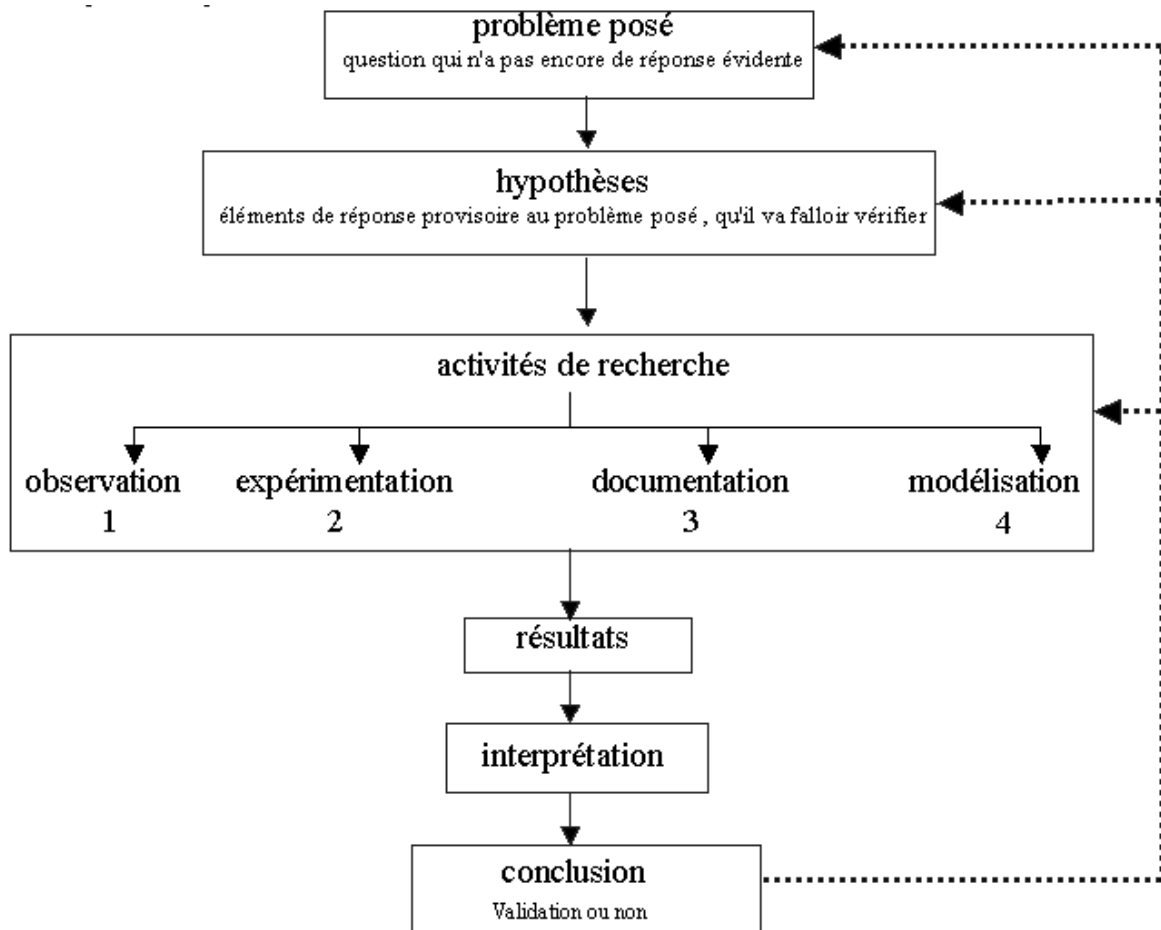 problème posé
question qui n'a pas encore de réponse évidente
hypothèses
éléments de réponse provisoire au problème posé , qu'il va falloir vérifier
activités de recherche
observation expérimentation documentation modélisation
1 2 3 4
résultats
interprétation
conclusion
Validation ou non